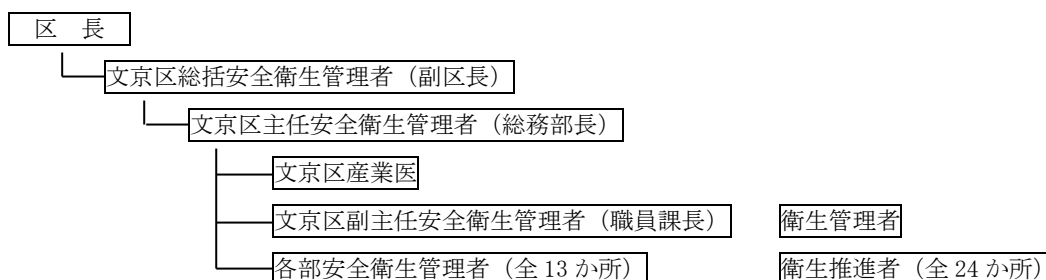 区 長
文京区総括安全衛生管理者(副区長)
文京区主任安全衛生管理者(総務部長)
文京区産業医
文京区副主任安全衛生管理者(職員課長) 衛生管理者
各部安全衛生管理者(全 13 か所) 衛生推進者(全 24 か所)